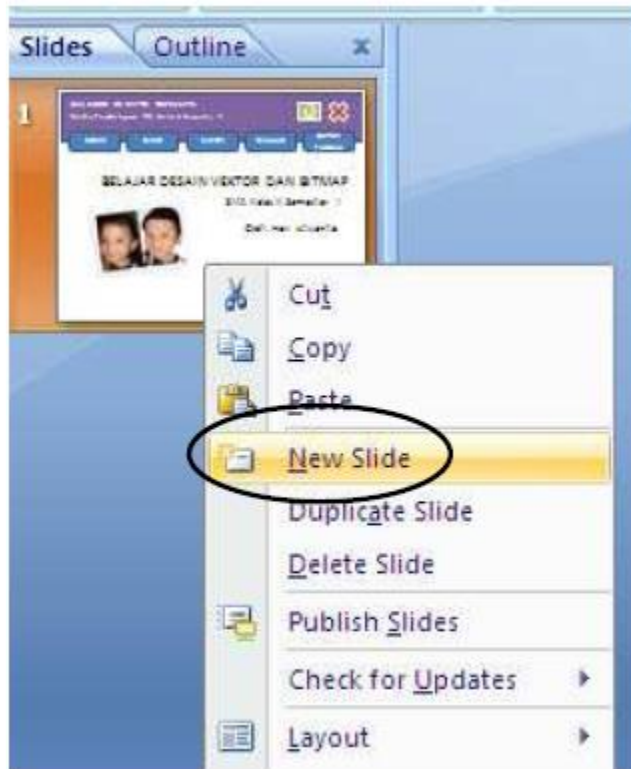 Slides Outline x
1
BELAJAR DESAIN VEKTOR DAN BITMAP
Cut
Copy
Paste
New Slide
Duplicate Slide
Delete Slide
Publish Slides
Check for Updates
Layout